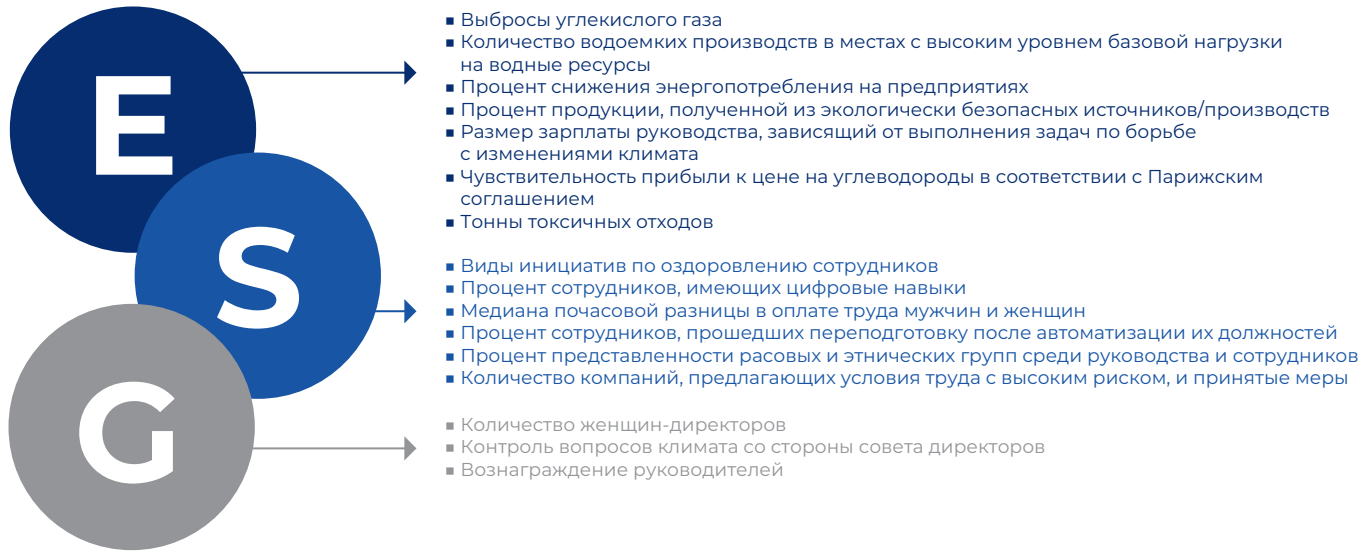 E
■ Выбросы углекислого газа
■ Количество водоемких производств в местах с высоким уровнем базовой нагрузки
на водные ресурсы
■ Процент снижения энергопотребления на предприятиях
■ Процент продукции, полученной из экологически безопасных источников/производств
■ Размер зарплаты руководства, зависящий от выполнения задач по борьбе
с изменениями климата
■ Чувствительность прибыли к цене на углеводороды в соответствии с Парижским
соглашением
■ Тонны токсичных отходов
S
■ Виды инициатив по оздоровлению сотрудников
■ Процент сотрудников, имеющих цифровые навыки
■ Медиана почасовой разницы в оплате труда мужчин и женщин
■ Процент сотрудников, прошедших переподготовку после автоматизации их должностей
■ Процент представленности расовых и этнических групп среди руководства и сотрудников
■ Количество компаний, предлагающих условия труда с высоким риском, и принятые меры
G
■ Количество женщин-директоров
■ Контроль вопросов климата со стороны совета директоров
■ Вознаграждение руководителей